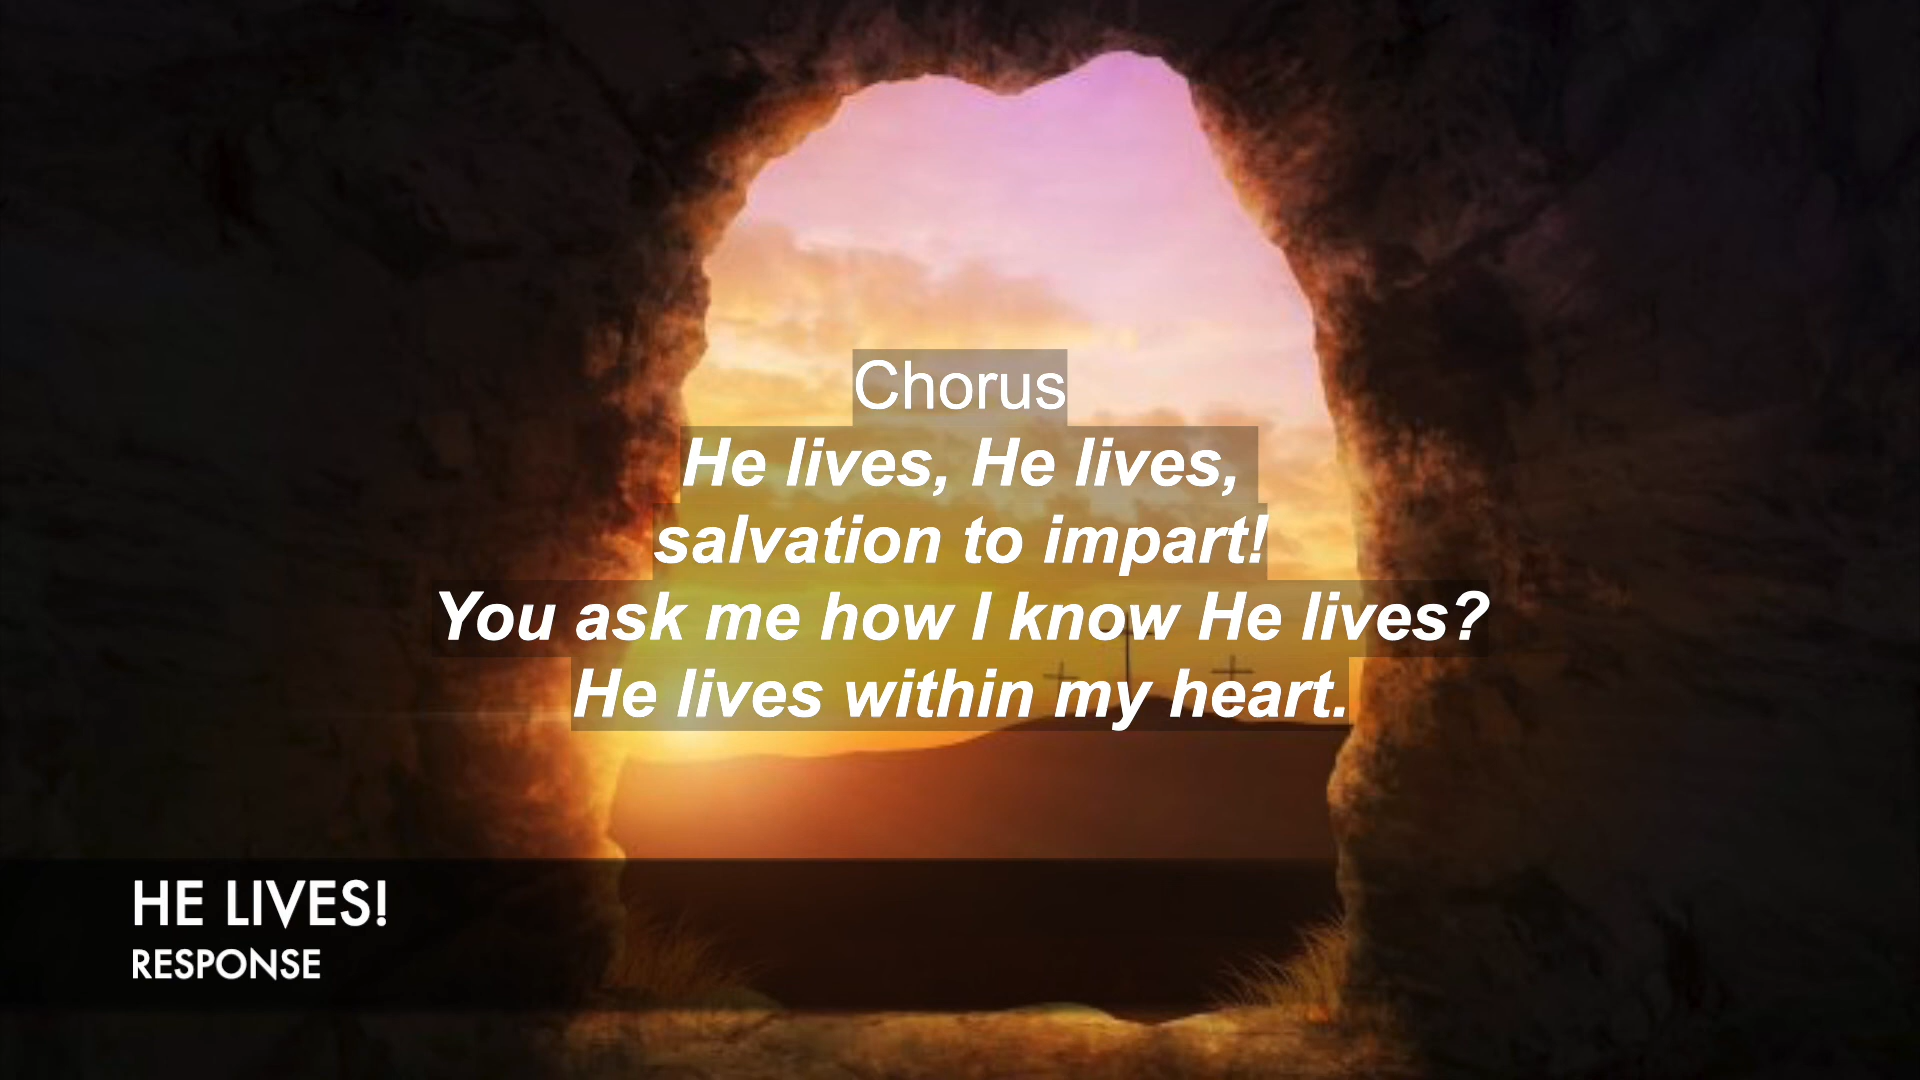 Chorus
He lives, He lives,
salvation to impart!
You ask me how I know He lives?
He lives within my heart.
HE LIVES!
RESPONSE